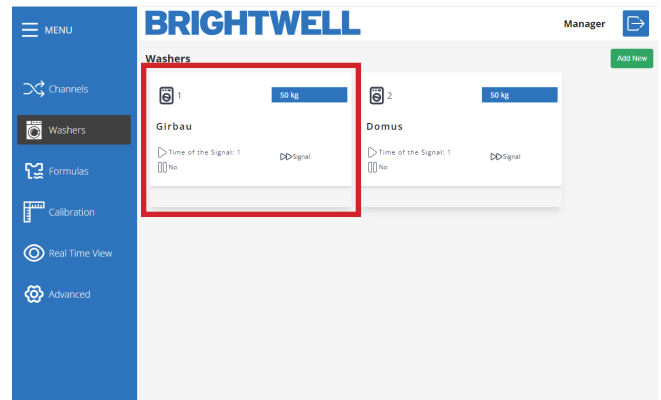 MENU
BRIGHTWELL
Manager
Washers
Add New
Channels
Washers
Formulas
Calibration
Real Time View
Advanced
1
50 kg
Girbau
Time of the Signal: 1
Signal
No
2
50 kg
Domus
Time of the Signal: 1
Signal
No